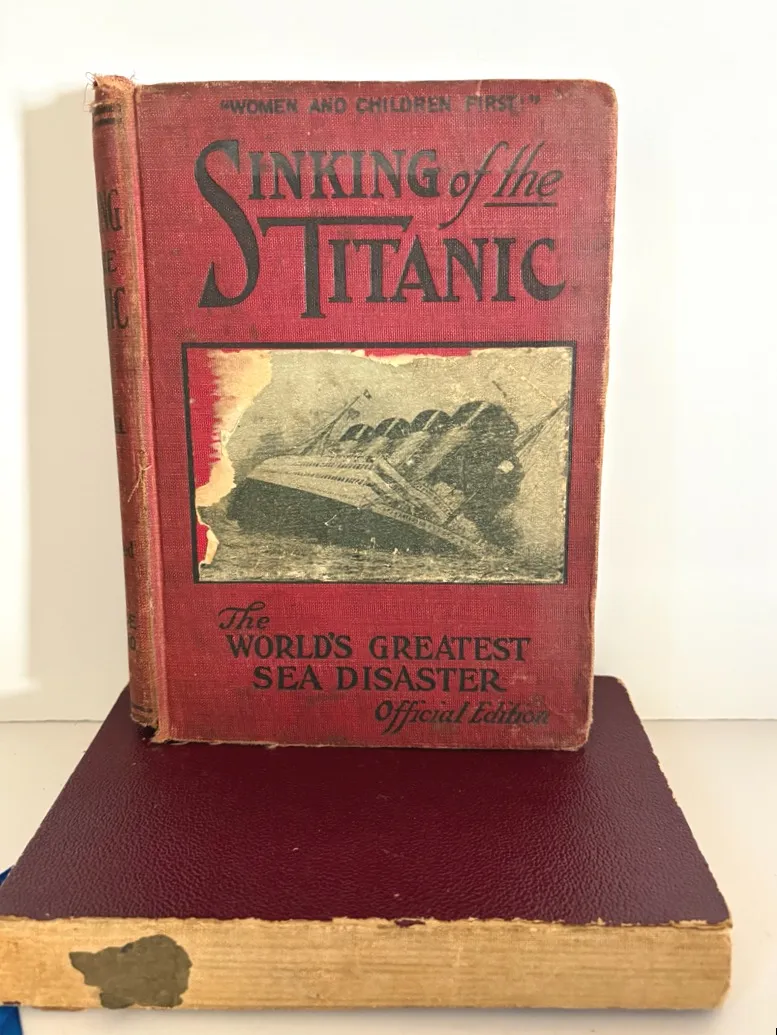 "WOMEN AND CHILDREN FIRST!"
SINKING of the
TITANIC
The
WORLD'S GREATEST
SEA DISASTER
Official Edition